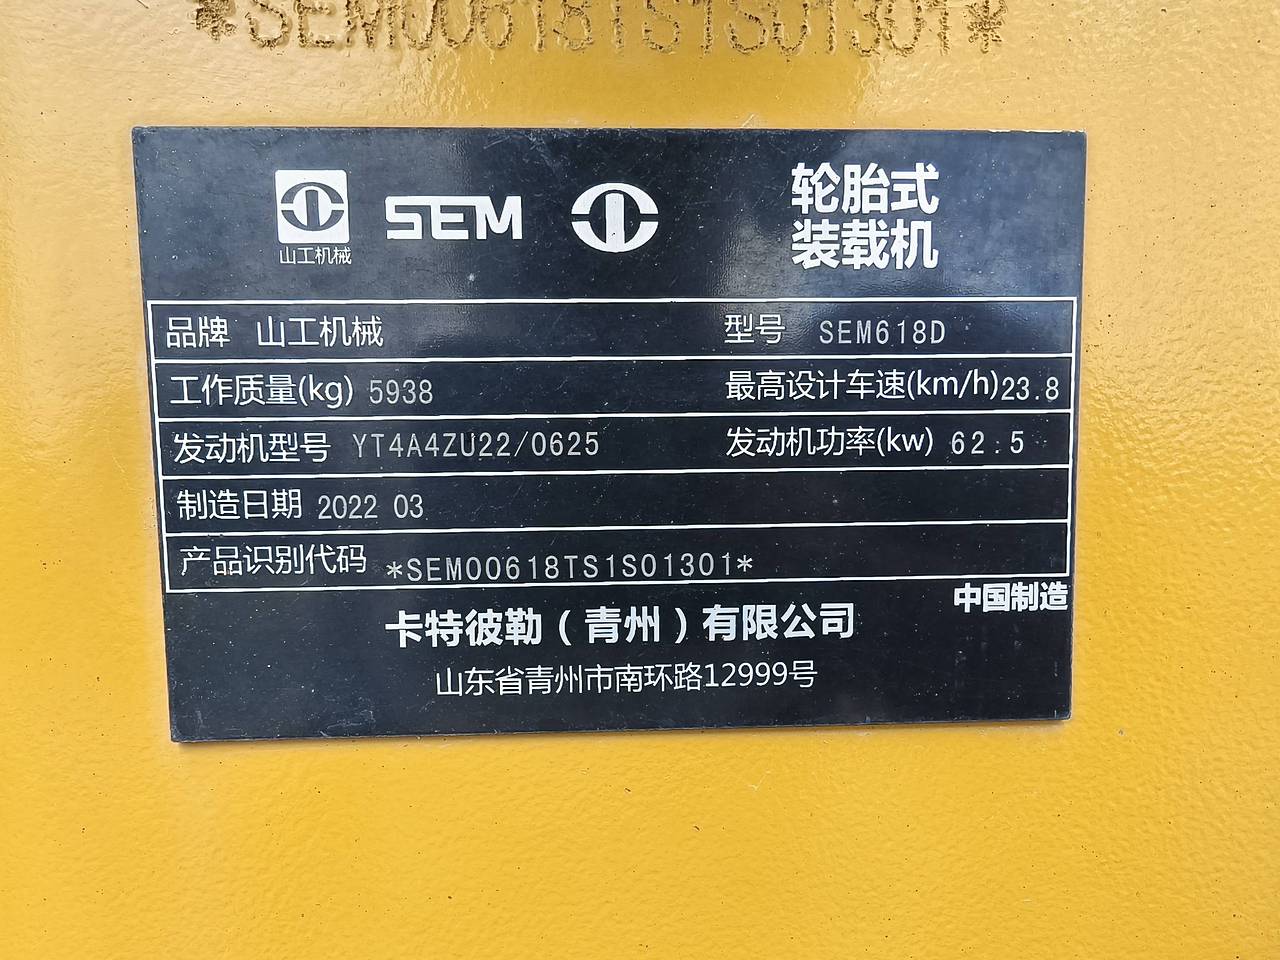 *SEM00618TS1S01301*
山工机械
SEM
轮胎式
装载机
品牌 山工机械 型号 SEM618D
工作质量(kg) 5938 最高设计车速(km/h) 23.8
发动机型号 YT4A4ZU22/0625 发动机功率(kw) 62.5
制造日期 2022 03
产品识别代码 *SEM00618TS1S01301*
中国制造
卡特彼勒（青州）有限公司
山东省青州市南环路12999号